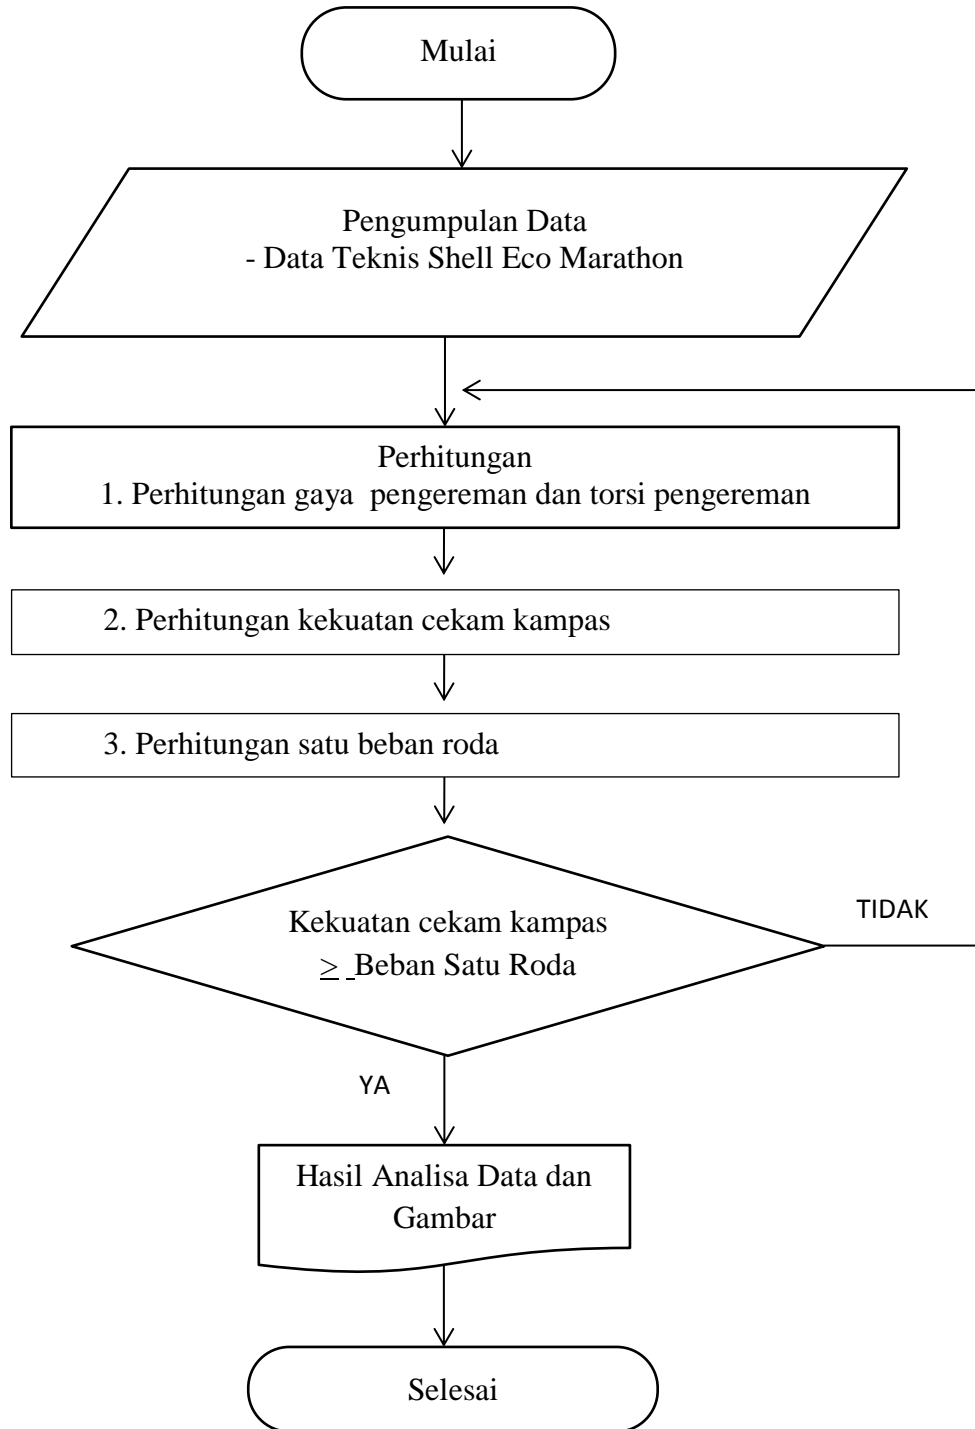 Mulai
Pengumpulan Data
- Data Teknis Shell Eco Marathon
Perhitungan
1. Perhitungan gaya  pengereman dan torsi pengereman
2. Perhitungan kekuatan cekam kampas
3. Perhitungan satu beban roda
Kekuatan cekam kampas
≥ Beban Satu Roda
TIDAK
YA
Hasil Analisa Data dan
Gambar
Selesai